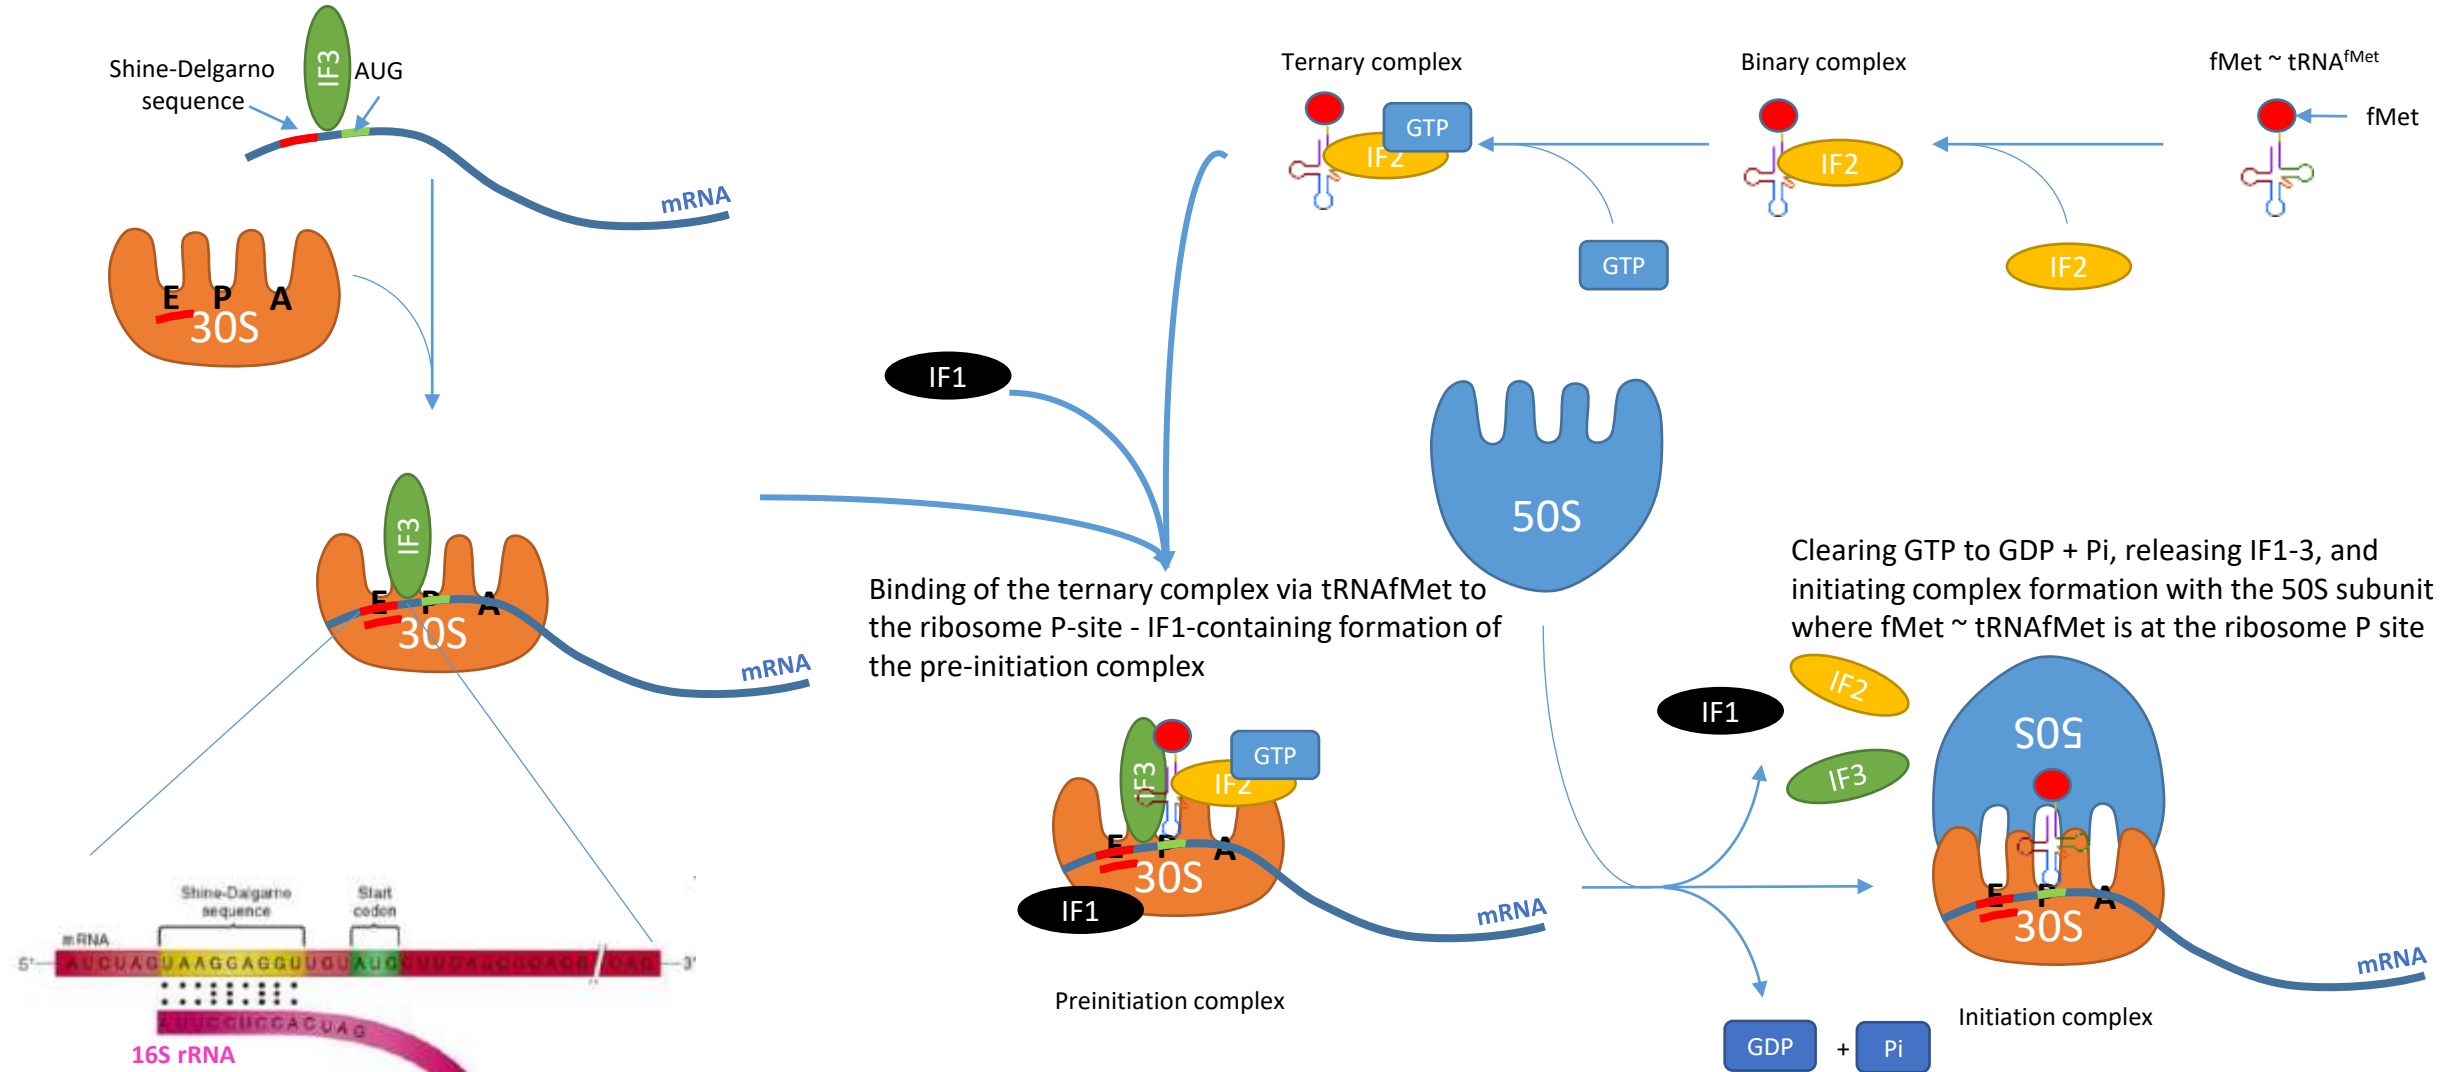 Shine-Delgarno
sequence
IF3
AUG
mRNA
E P A
30S
Ternary complex
GTP
IF2
GTP
Binary complex
IF2
IF2
fMet ~ tRNAfMet
fMet
IF1
50S
IF3
E P A
30S
mRNA
Binding of the ternary complex via tRNAfMet to
the ribosome P-site - IF1-containing formation of
the pre-initiation complex
Clearing GTP to GDP + Pi, releasing IF1-3, and
initiating complex formation with the 50S subunit
where fMet ~ tRNAfMet is at the ribosome P site
IF3
GTP
IF2
E P A
30S
IF1
mRNA
Preinitiation complex
IF1
IF2
IF3
50S
E P A
30S
mRNA
Initiation complex
GDP + Pi
Shine-Dalgarno
sequence
Start
codon
mRNA
5'
AUCUAGUAAGGAGGUUGUAUG
3'
16S rRNA